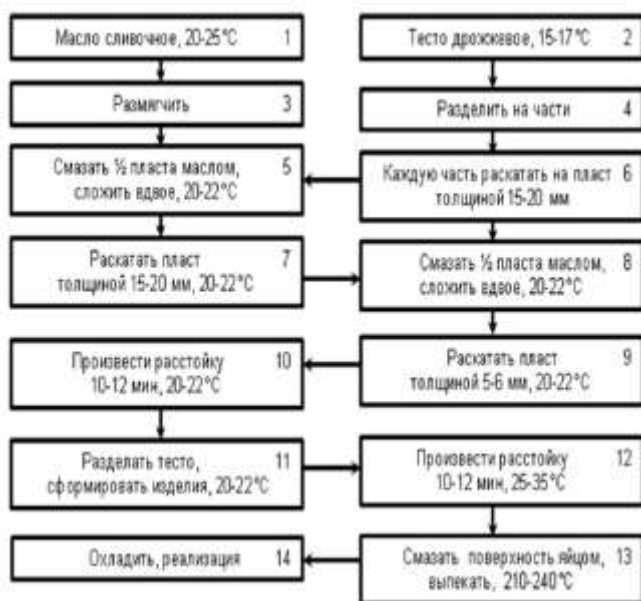 Масло сливочное, 20-25°С 1
Тесто дрожжевое, 15-17°С 2
Размягчить 3
Разделить на части 4
Смазать ½ пласта маслом, 5
сложить вдвое, 20-22°С
Каждую часть раскатать на пласт 6
толщиной 15-20 мм
Раскатать пласт 7
толщиной 15-20 мм, 20-22°С
Смазать ½ пласта маслом, 8
сложить вдвое, 20-22°С
Раскатать пласт 9
толщиной 5-6 мм, 20-22°С
Произвести расстойку 10
10-12 мин, 20-22°С
Разделать тесто, 11
сформировать изделия, 20-22°С
Произвести расстойку 12
10-12 мин, 25-35°С
Смазать поверхность яйцом, 13
выпекать, 210-240°С
Охладить, реализация 14